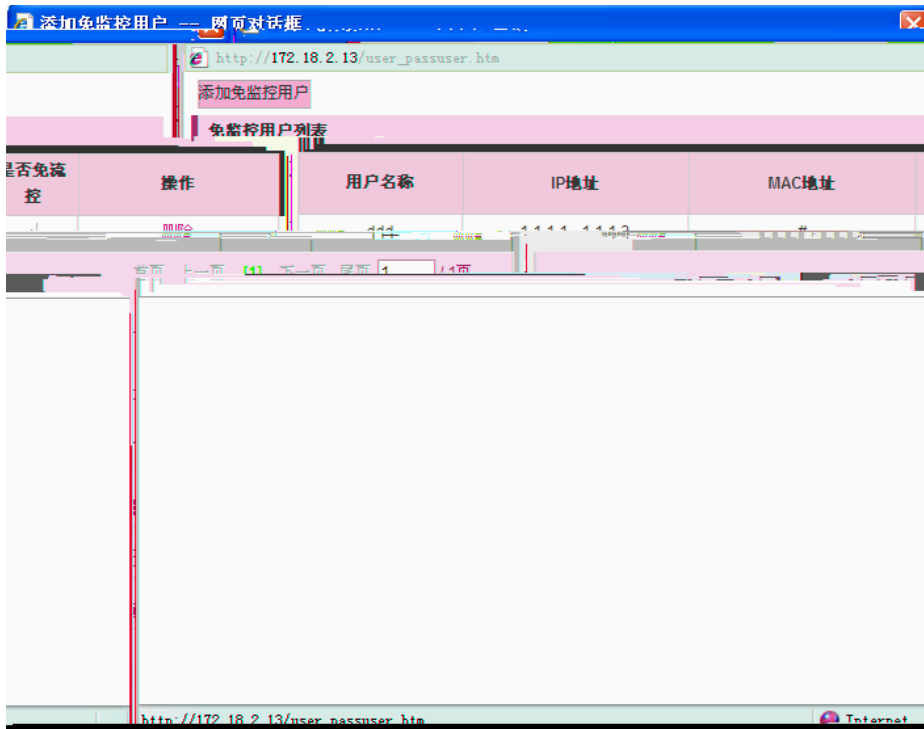 添加免监控用户 -- 网页对话框
http://172.18.2.13/user_passuser.htm
添加免监控用户
免监控用户列表
是否免流控 操作 用户名称 IP地址 MAC地址
删除 ddd #
首页 上一页 [1] 下一页 尾页 1 / 1页
http://172.18.2.13/user_passuser.htm Internet